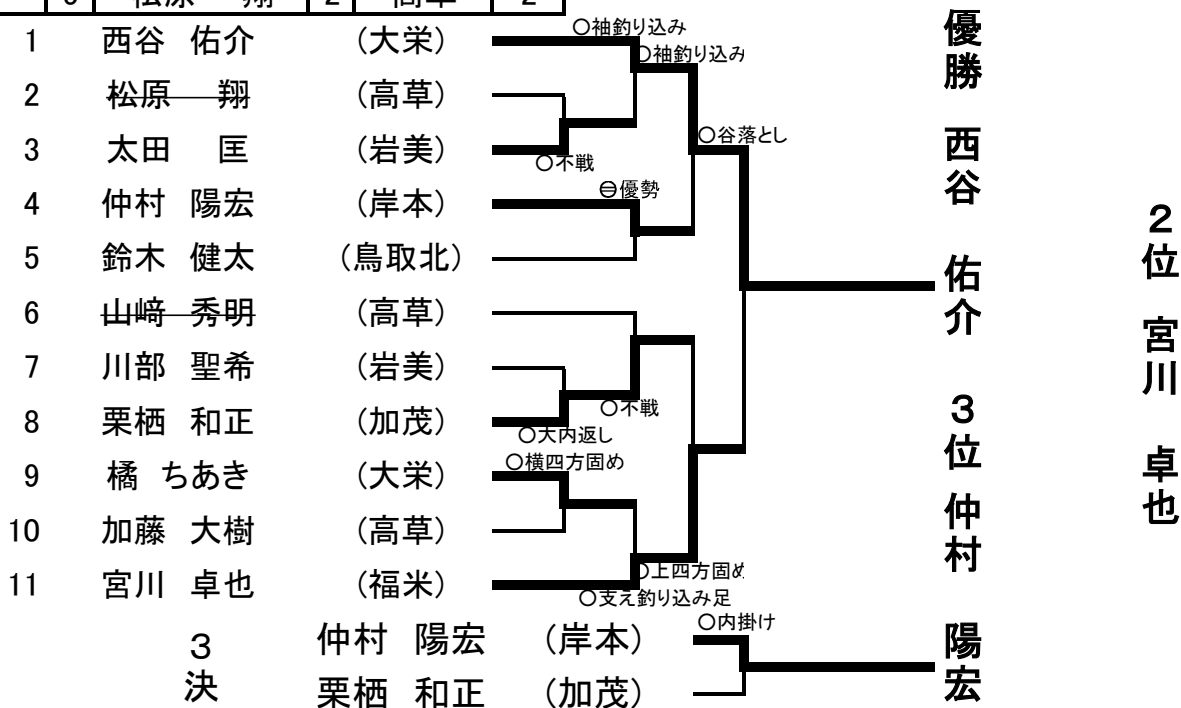 1 西谷 佑介 (大栄)
○袖釣り込み
○袖釣り込み
2 松原 翔 (高草)
3 太田 匡 (岩美)
○谷落とし
○不戦
4 仲村 陽宏 (岸本)
⊖優勢
5 鈴木 健太 (鳥取北)
6 山﨑 秀明 (高草)
7 川部 聖希 (岩美)
○不戦
8 栗栖 和正 (加茂)
○大内返し
○横四方固め
9 橘 ちあき (大栄)
10 加藤 大樹 (高草)
11 宮川 卓也 (福米)
○上四方固め
○支え釣り込み足
○内掛け
3決
仲村 陽宏 (岸本)
栗栖 和正 (加茂)
優勝 西谷 佑介 3位 仲村 陽宏
2位 宮川 卓也